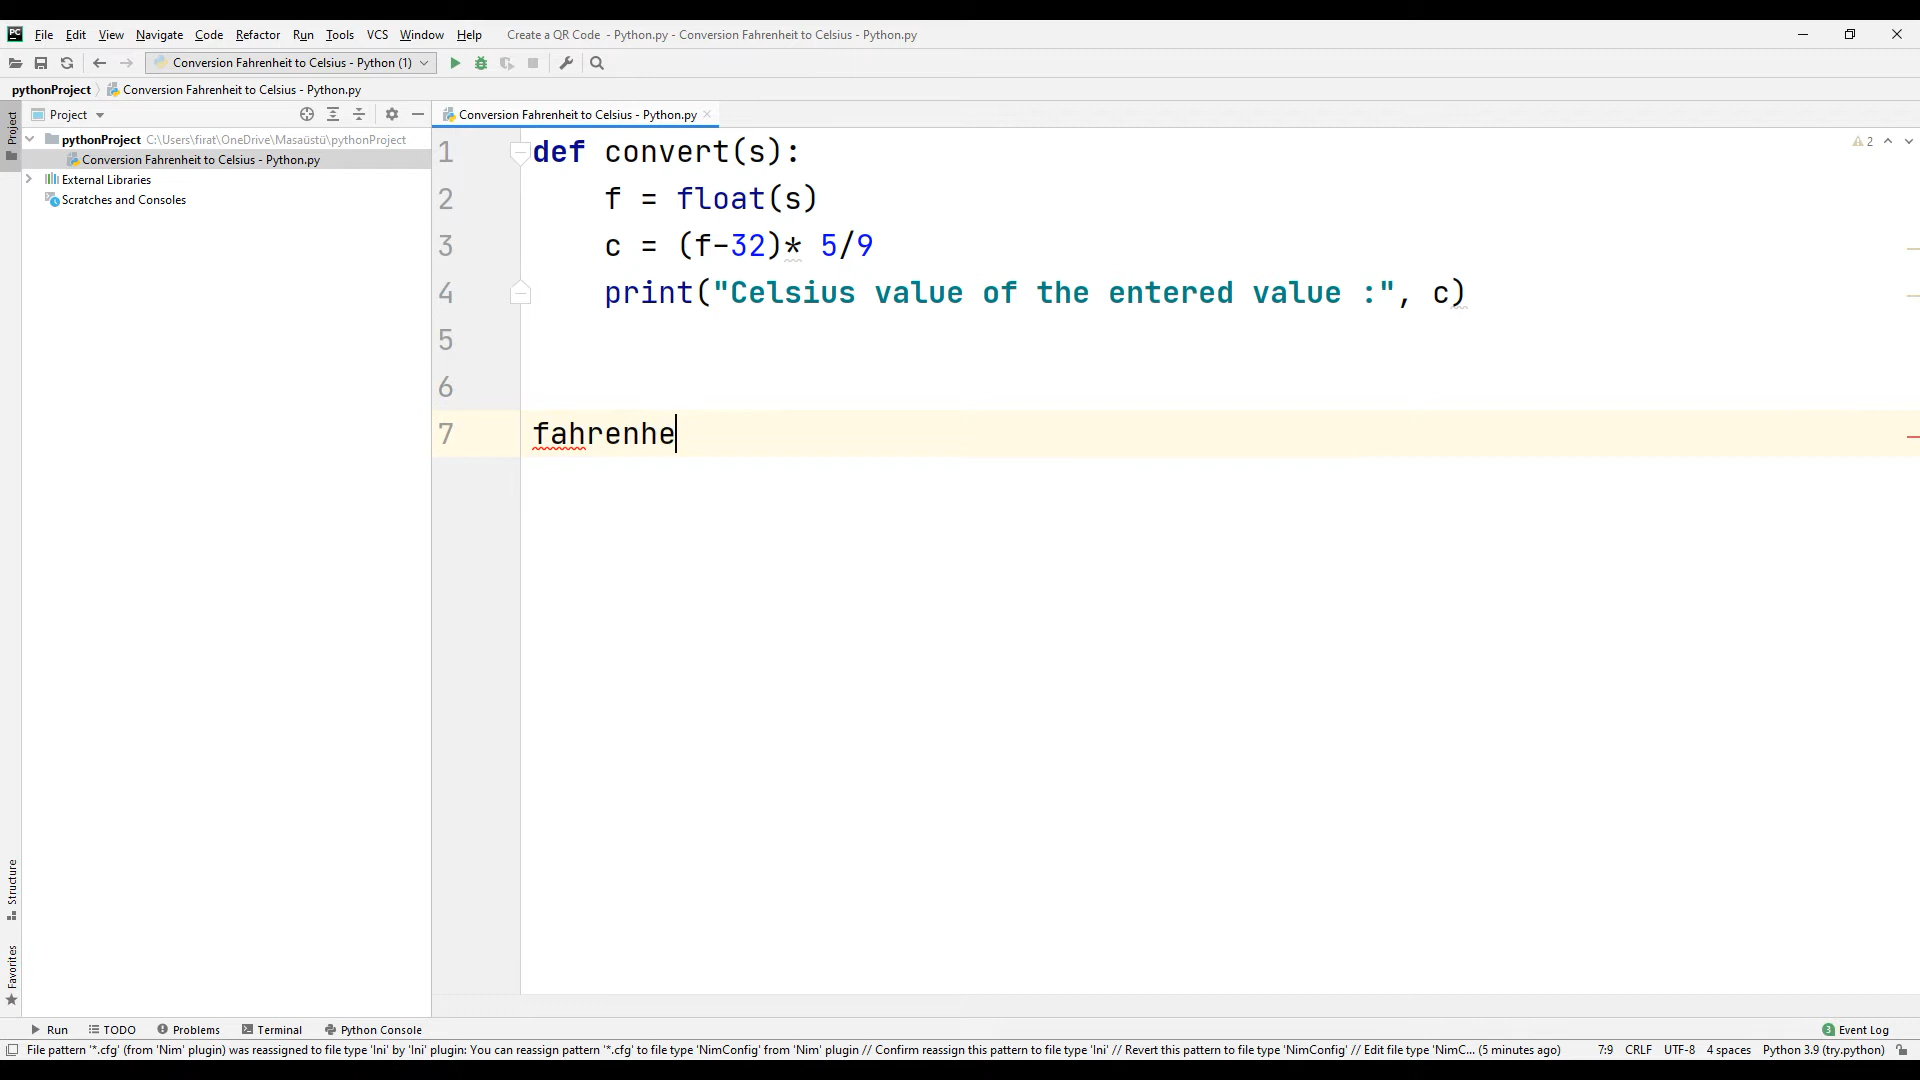 PC File Edit View Navigate Code Refactor Run Tools VCS Window Help Create a QR Code - Python.py - Conversion Fahrenheit to Celsius - Python.py
Conversion Fahrenheit to Celsius - Python (1)
pythonProject Conversion Fahrenheit to Celsius - Python.py
Project
Project
Conversion Fahrenheit to Celsius - Python.py
pythonProject C:\Users\firat\OneDrive\Masaüstü\pythonProject
Conversion Fahrenheit to Celsius - Python.py
External Libraries
Scratches and Consoles
2
1 def convert(s):
2 f = float(s)
3 c = (f-32)* 5/9
4 print("Celsius value of the entered value :", c)
5
6
7 fahrenhe
Structure
Favorites
Run TODO Problems Terminal Python Console 3 Event Log
File pattern '*.cfg' (from 'Nim' plugin) was reassigned to file type 'Ini' by 'Ini' plugin: You can reassign pattern '*.cfg' to file type 'NimConfig' from 'Nim' plugin // Confirm reassign this pattern to file type 'Ini' // Revert this pattern to file type 'NimConfig' // Edit file type 'NimC... (5 minutes ago) 7:9 CRLF UTF-8 4 spaces Python 3.9 (try.python)